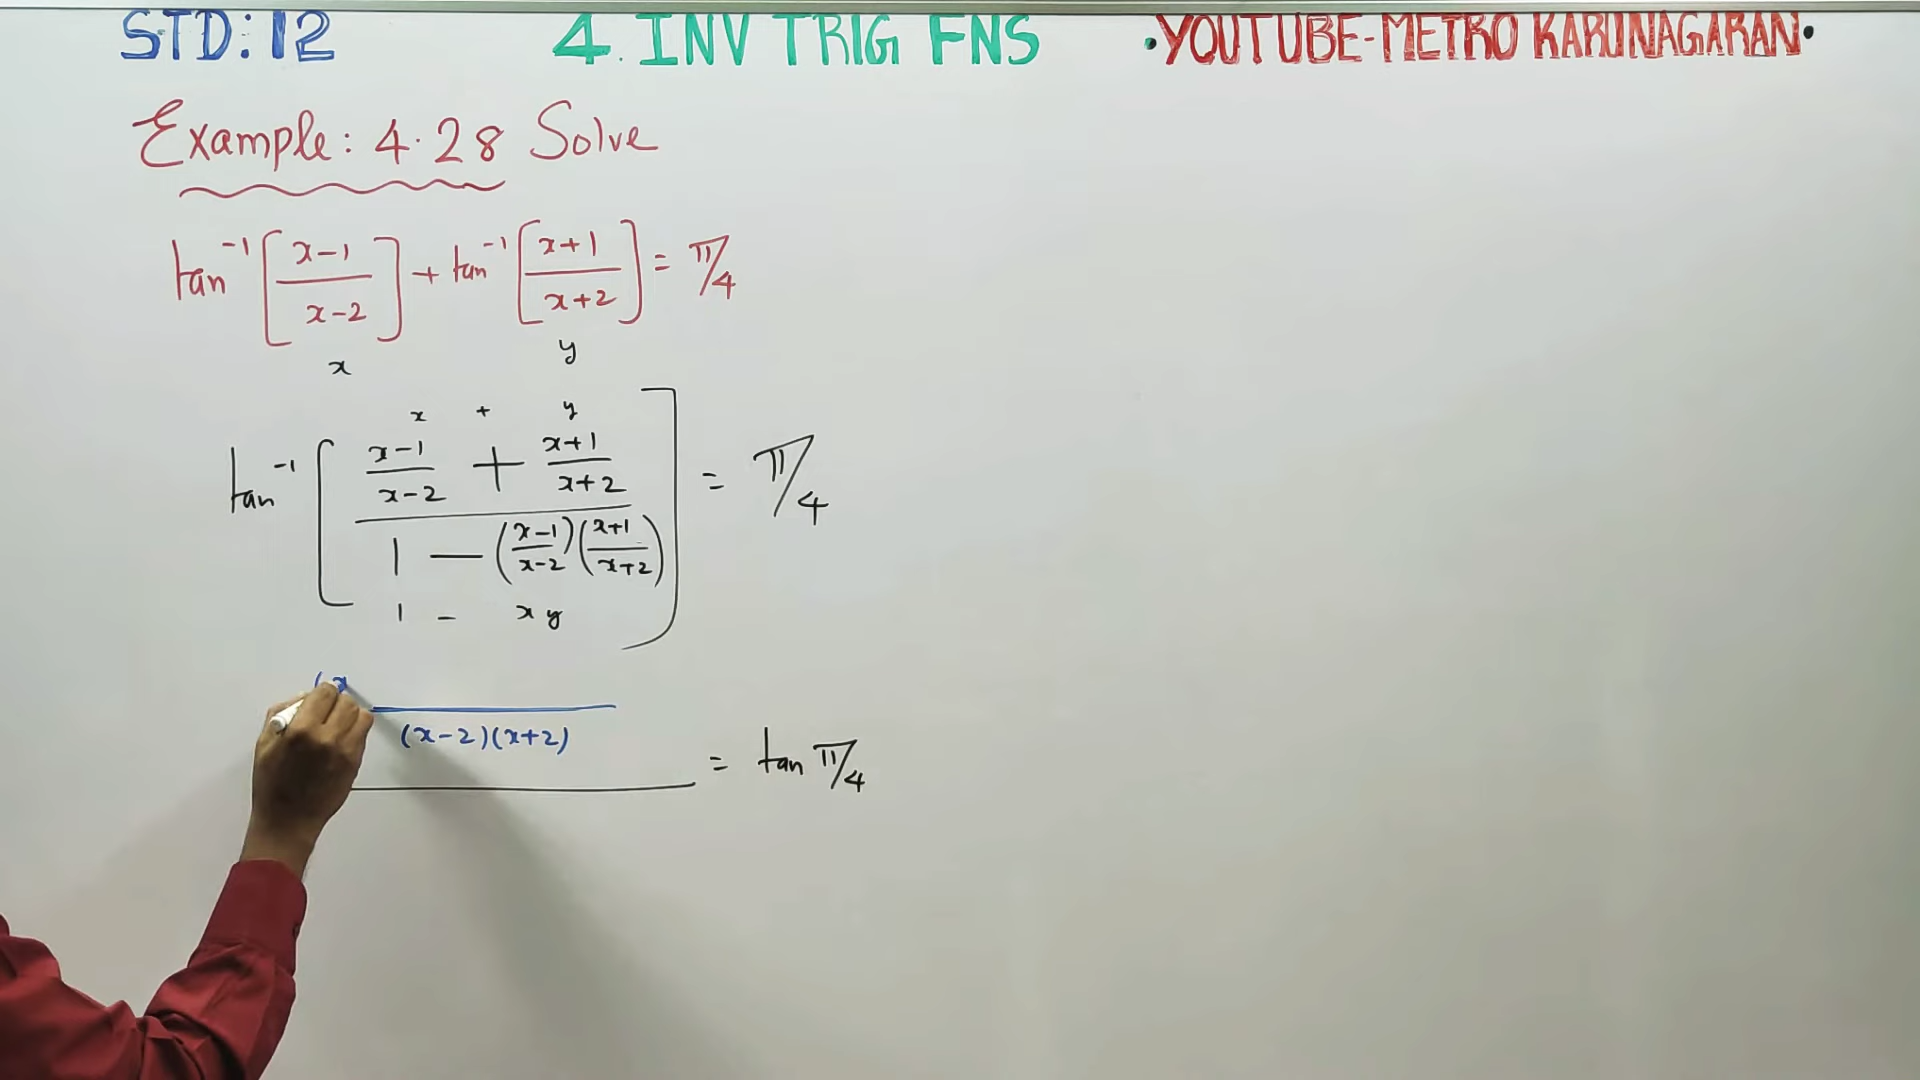 STD: 12 4. INV TRIG FNS •YOUTUBE-METRO KARUNAGARAN•
Example: 4.28 Solve
tan⁻¹[(x-1)/(x-2)] + tan⁻¹[(x+1)/(x+2)] = π/4
x y
x + y
tan⁻¹[((x-1)/(x-2) + (x+1)/(x+2))/(1 - ((x-1)/(x-2))((x+1)/(x+2)))] = π/4
1 - xy
(x
(x-2)(x+2)
= tan π/4